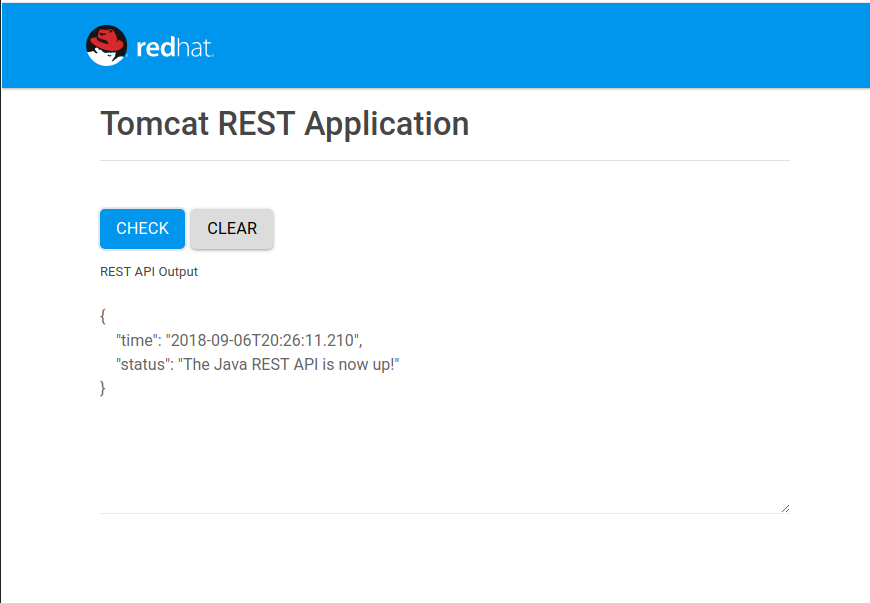 redhat.
Tomcat REST Application
CHECK CLEAR
REST API Output
{
"time": "2018-09-06T20:26:11.210",
"status": "The Java REST API is now up!"
}